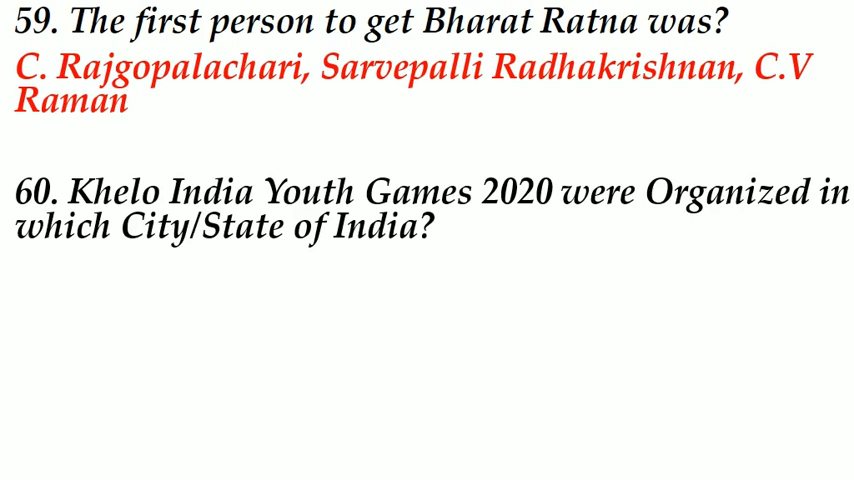 59. The first person to get Bharat Ratna was?
C. Rajgopalachari, Sarvepalli Radhakrishnan, C.V
Raman
60. Khelo India Youth Games 2020 were Organized in
which City/State of India?